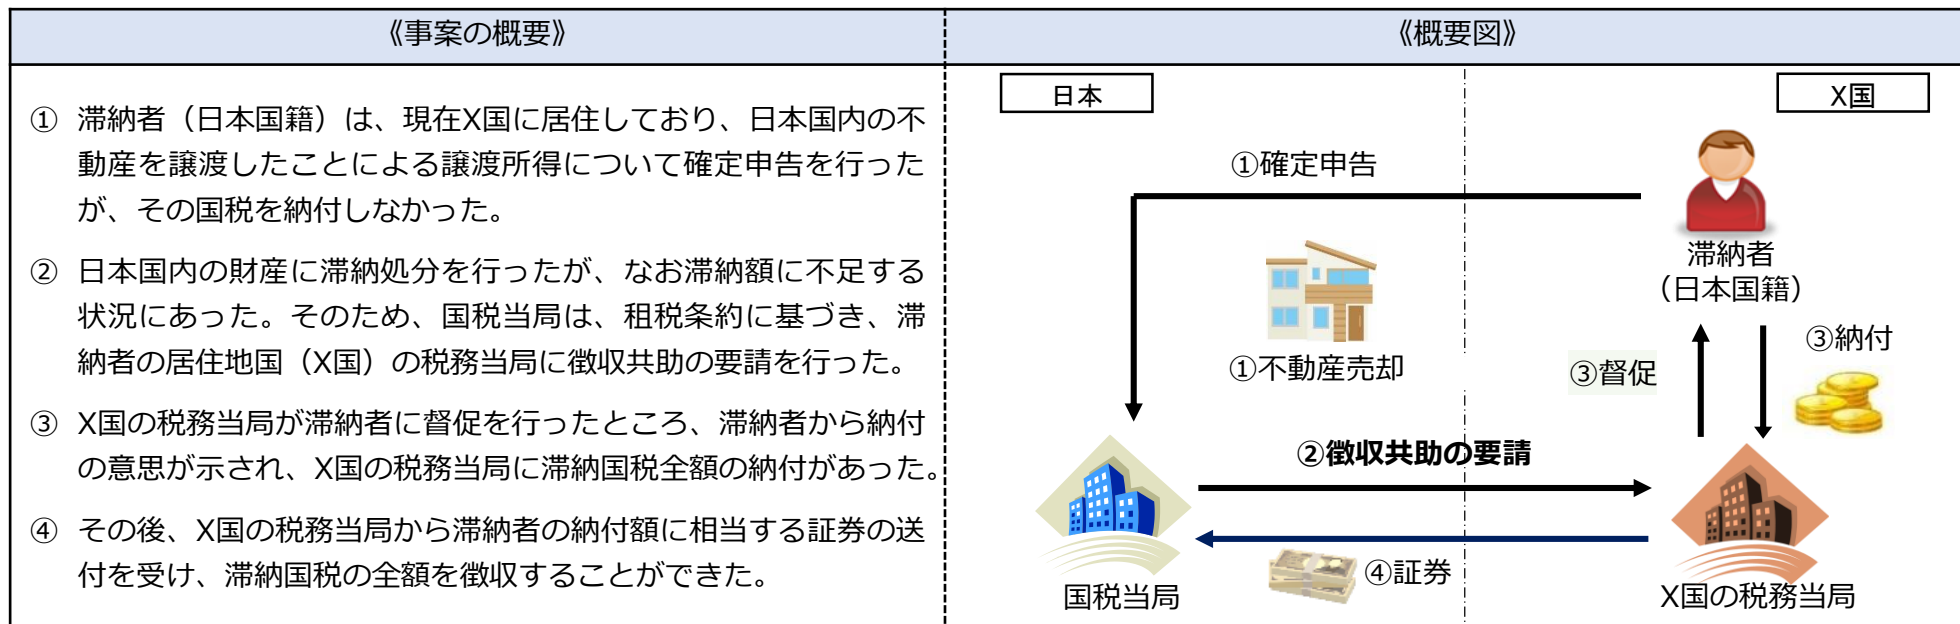 《事案の概要》
① 滞納者（日本国籍）は、現在X国に居住しており、日本国内の不
動産を譲渡したことによる譲渡所得について確定申告を行った
が、その国税を納付しなかった。
② 日本国内の財産に滞納処分を行ったが、なお滞納額に不足する
状況にあった。そのため、国税当局は、租税条約に基づき、滞
納者の居住地国（X国）の税務当局に徴収共助の要請を行った。
③ X国の税務当局が滞納者に督促を行ったところ、滞納者から納付
の意思が示され、X国の税務当局に滞納国税全額の納付があった。
④ その後、X国の税務当局から滞納者の納付額に相当する証券の送
付を受け、滞納国税の全額を徴収することができた。
《概要図》
日本
X国
①確定申告
滞納者
（日本国籍）
①不動産売却
③督促
③納付
②徴収共助の要請
④証券
国税当局
X国の税務当局